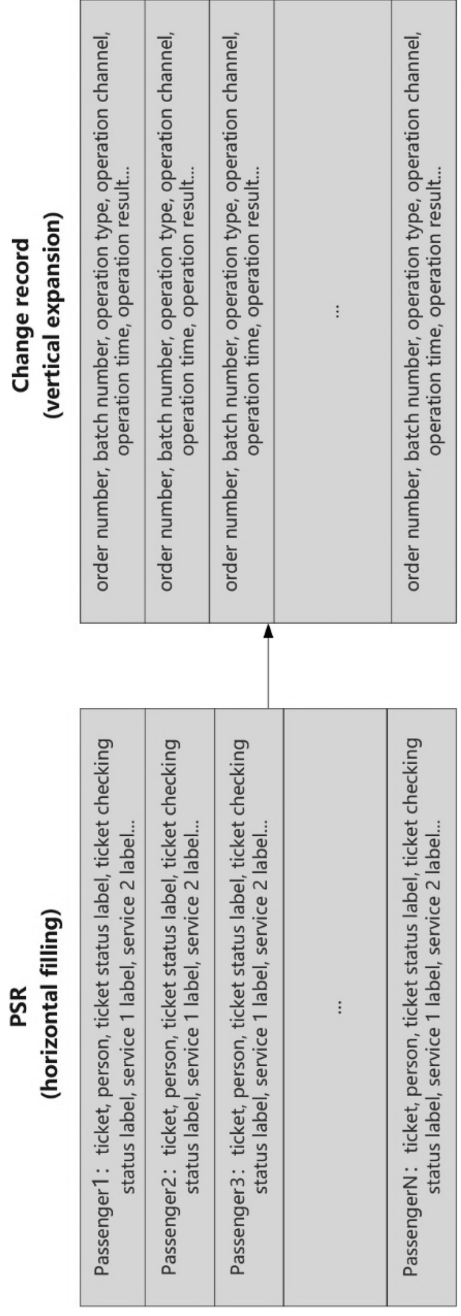 PSR
(horizontal filling)
Passenger1: ticket, person, ticket status label, ticket checking
status label, service 1 label, service 2 label...
Passenger2: ticket, person, ticket status label, ticket checking
status label, service 1 label, service 2 label...
Passenger3: ticket, person, ticket status label, ticket checking
status label, service 1 label, service 2 label...
...
PassengerN: ticket, person, ticket status label, ticket checking
status label, service 1 label, service 2 label...
Change record
(vertical expansion)
order number, batch number, operation type, operation channel,
operation time, operation result...
order number, batch number, operation type, operation channel,
operation time, operation result...
order number, batch number, operation type, operation channel,
operation time, operation result...
...
order number, batch number, operation type, operation channel,
operation time, operation result...